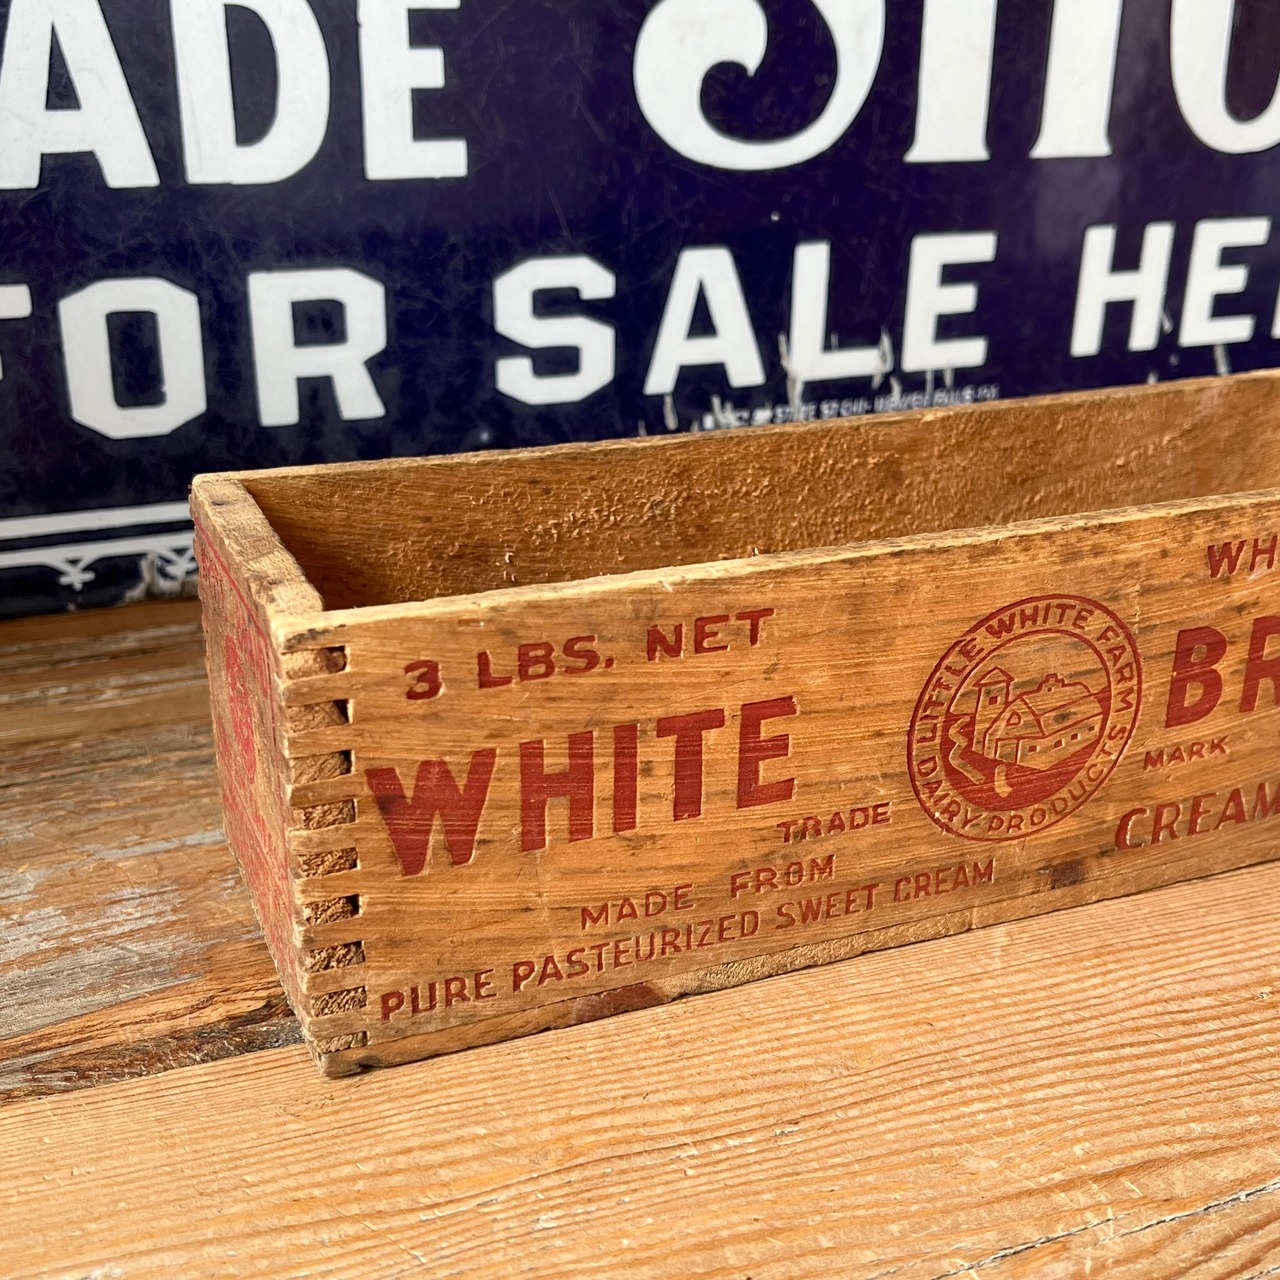 ADE
FOR SALE HE
3 LBS. NET
WHITE
TRADE
MADE FROM
PURE PASTEURIZED SWEET CREAM
LITTLE WHITE FARM
DAIRY PRODUCTS
WH
BR
MARK
CREAM